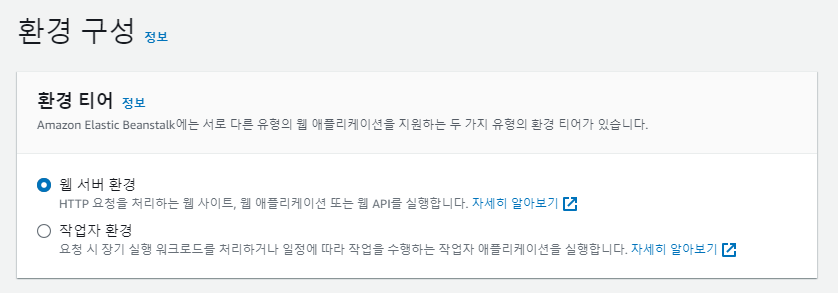 환경 구성 정보
환경 티어 정보
Amazon Elastic Beanstalk에는 서로 다른 유형의 웹 애플리케이션을 지원하는 두 가지 유형의 환경 티어가 있습니다.
웹 서버 환경
HTTP 요청을 처리하는 웹 사이트, 웹 애플리케이션 또는 웹 API를 실행합니다. 자세히 알아보기
작업자 환경
요청 시 장기 실행 워크로드를 처리하거나 일정에 따라 작업을 수행하는 작업자 애플리케이션을 실행합니다. 자세히 알아보기